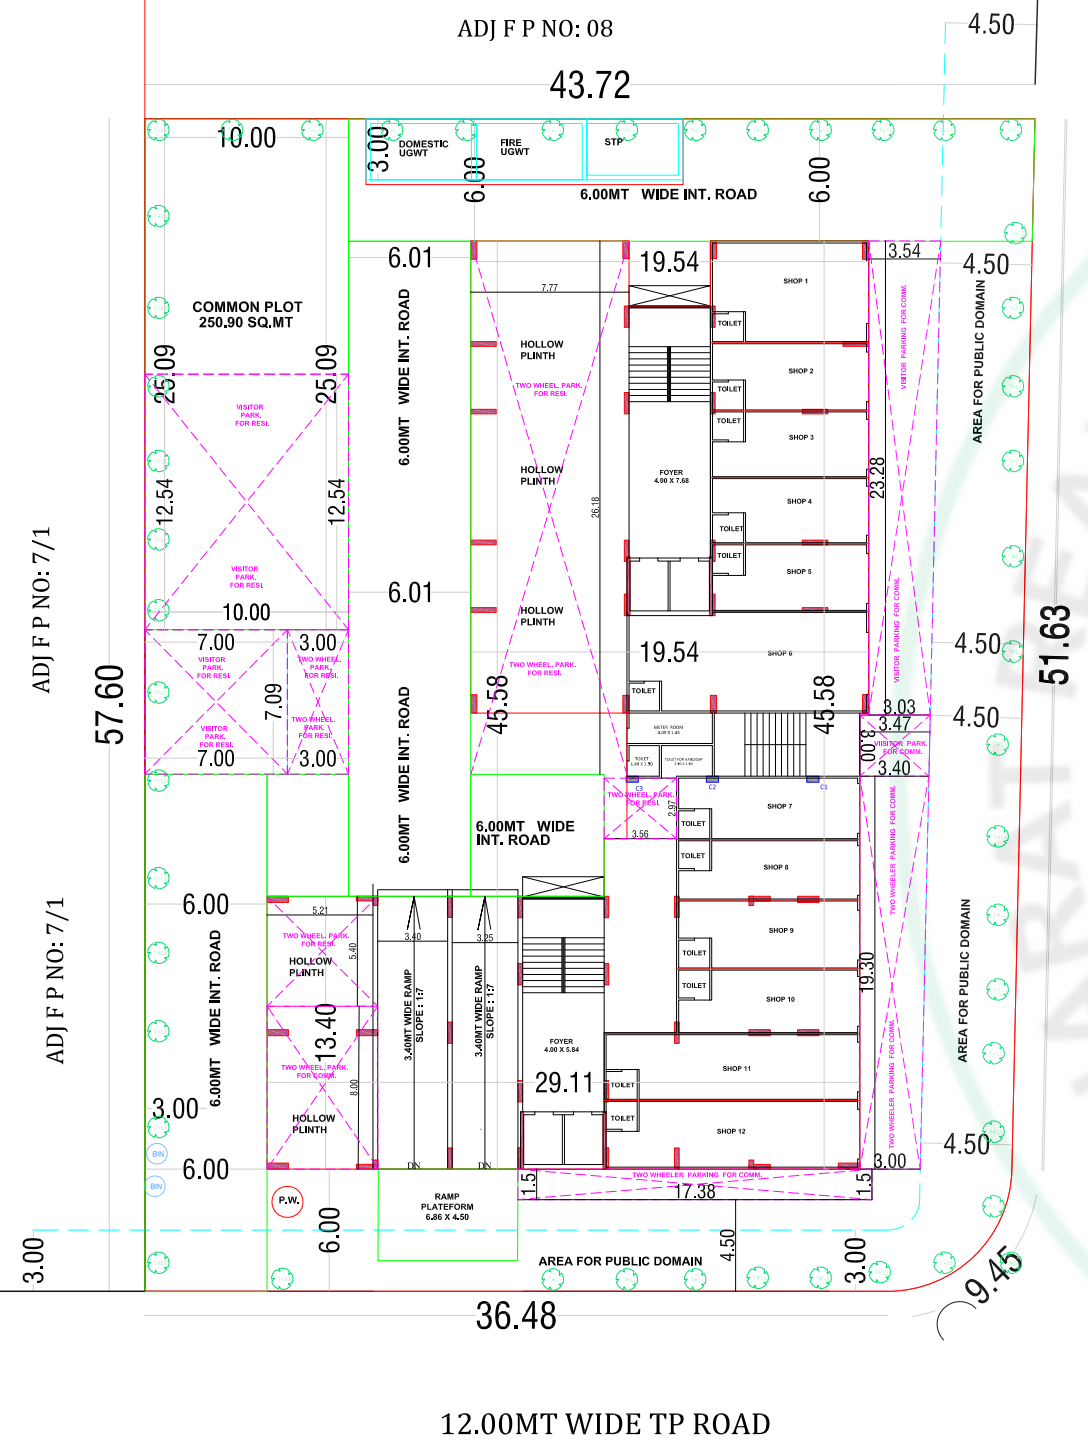 ADJ F P NO: 08
4.50
43.72
10.00
3.00
DOMESTIC
UGWT
FIRE
UGWT
STP
6.00
6.00
6.00MT WIDE INT. ROAD
6.01
19.54
3.54
4.50
7.77
SHOP 1
COMMON PLOT
250.90 SQ.MT
6.00MT WIDE INT. ROAD
TOILET
HOLLOW
PLINTH
VISITOR PARKING FOR COMM.
AREA FOR PUBLIC DOMAIN
25.09
25.09
SHOP 2
TWO WHEEL. PARK.
FOR RESI.
TOILET
VISITOR
PARK.
FOR RESI.
TOILET
SHOP 3
HOLLOW
PLINTH
FOYER
4.00 X 7.68
23.28
12.54
12.54
26.18
SHOP 4
TOILET
TOILET
SHOP 5
VISITOR
PARK.
FOR RESI.
6.01
10.00
HOLLOW
PLINTH
VISITOR PARKING FOR COMM.
ADJ F P NO: 7/1
51.63
7.00
3.00
19.54
SHOP 6
4.50
VISITOR
PARK.
FOR RESI.
TWO WHEEL.
PARK.
FOR RESI.
TWO WHEEL. PARK.
FOR RESI.
TOILET
57.60
7.09
45.58
45.58
3.03
4.50
3.47
VISITOR
PARK.
FOR RESI.
TWO WHEEL.
PARK.
FOR RESI.
METER ROOM
4.09 X 1.45
3.00
VIISITOR PARK.
FOR COMM.
7.00
3.00
6.00MT WIDE INT. ROAD
TOILET
1.48 X 1.50
TOILET FOR HANDICAP
3.40
C3
C2
C1
TWO WHEEL. PARK.
FOR RESI.
2.97
3.56
SHOP 7
TOILET
6.00MT WIDE
INT. ROAD
TOILET
SHOP 8
TWO WHEELER PARKING FOR COMM.
6.00
5.21
TWO WHEEL. PARK.
FOR RESI.
5.40
HOLLOW
PLINTH
3.40
3.25
SHOP 9
TOILET
TOILET
SHOP 10
19.30
AREA FOR PUBLIC DOMAIN
ADJ F P NO: 7/1
6.00MT WIDE INT. ROAD
3.40MT WIDE RAMP
SLOPE : 1:7
3.40MT WIDE RAMP
SLOPE : 1:7
13.40
FOYER
4.00 X 5.84
29.11
TWO WHEEL. PARK.
FOR COMM.
8.00
SHOP 11
TOILET
TOILET
TWO WHEELER PARKING FOR COMM.
3.00
HOLLOW
PLINTH
SHOP 12
4.50
BIN
6.00
DN
DN
3.00
BIN
P.W.
RAMP
PLATEFORM
6.86 X 4.50
1.5
TWO WHEELER PARKING FOR COMM.
17.38
1.5
6.00
4.50
3.00
AREA FOR PUBLIC DOMAIN
3.00
9.45
36.48
12.00MT WIDE TP ROAD